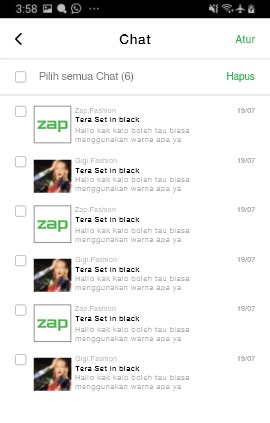 3:58
Chat
Atur
Pilih semua Chat (6)
Hapus
Zap.Fashion
19/07
zap
Tera Set in black
Hallo kak kalo boleh tau biasa
menggunakan warna apa ya
Gigi.Fashion
19/07
Tera Set in black
Hallo kak kalo boleh tau biasa
menggunakan warna apa ya
Zap.Fashion
19/07
zap
Tera Set in black
Hallo kak kalo boleh tau biasa
menggunakan warna apa ya
Gigi.Fashion
19/07
Tera Set in black
Hallo kak kalo boleh tau biasa
menggunakan warna apa ya
Zap.Fashion
19/07
zap
Tera Set in black
Hallo kak kalo boleh tau biasa
menggunakan warna apa ya
Gigi.Fashion
19/07
Tera Set in black
Hallo kak kalo boleh tau biasa
menggunakan warna apa ya